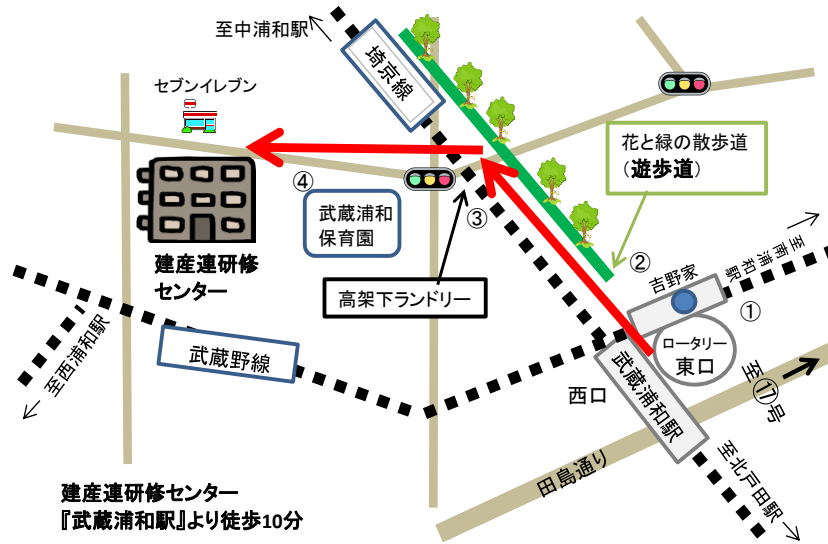 至中浦和駅
埼京線
セブンイレブン
花と緑の散歩道
(遊歩道)
④
武蔵浦和
保育園
③
②
建産連研修
センター
高架下ランドリー
至南浦和駅
吉野家
①
ロータリー
東口
武蔵野線
至西浦和駅
西口
武蔵浦和駅
至⑰号
田島通り
至北戸田駅
建産連研修センター
『武蔵浦和駅』より徒歩10分